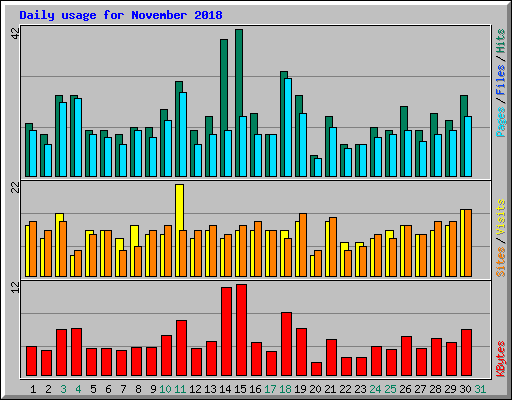 Daily usage for November 2018
42
Pages / Files / Hits
22
Sites / Visits
12
KBytes
1 2 3 4 5 6 7 8 9 10 11 12 13 14 15 16 17 18 19 20 21 22 23 24 25 26 27 28 29 30 31